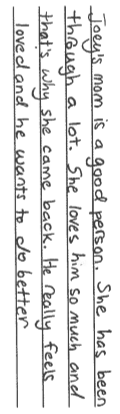 Joey's mom is a good person. She has been
through a lot. She loves him so much and
that's why she came back. He really feels
loved and he wants to do better